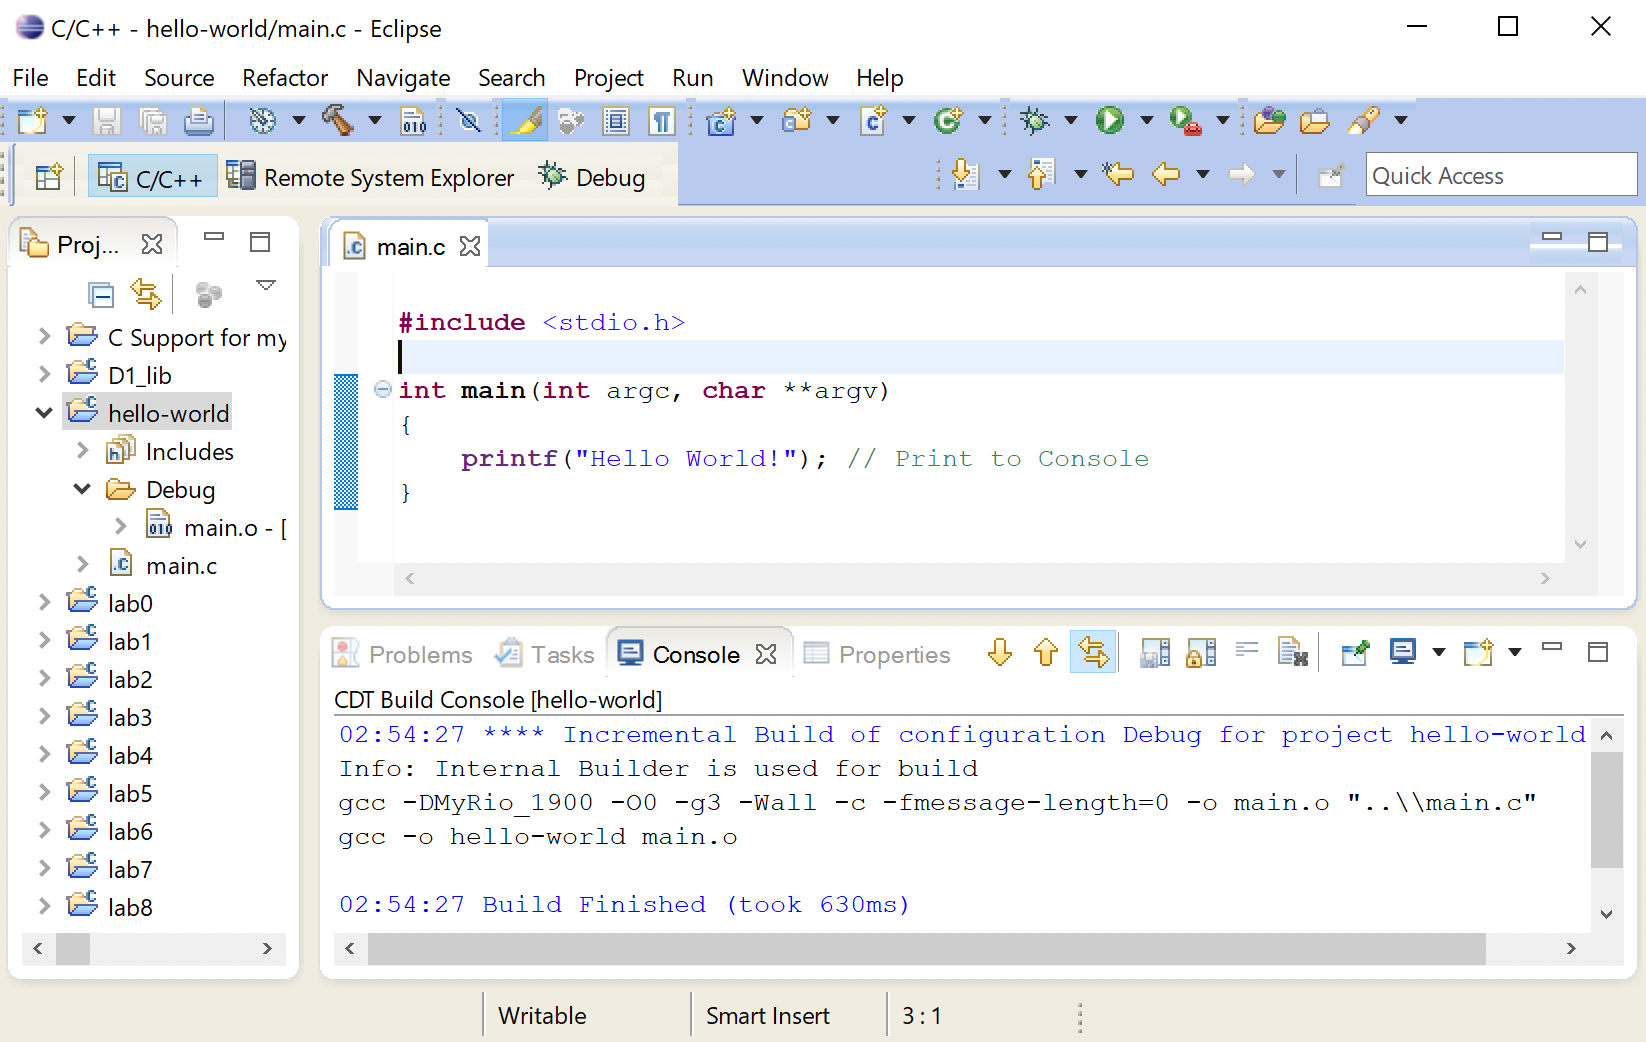 C/C++ - hello-world/main.c - Eclipse
File Edit Source Refactor Navigate Search Project Run Window Help
C/C++ Remote System Explorer Debug Quick Access
Proj...
C Support for my
D1_lib
hello-world
Includes
Debug
main.o - [
main.c
lab0
lab1
lab2
lab3
lab4
lab5
lab6
lab7
lab8
main.c
#include <stdio.h>
int main(int argc, char **argv)
{
printf("Hello World!"); // Print to Console
}
Problems Tasks Console Properties
CDT Build Console [hello-world]
02:54:27 **** Incremental Build of configuration Debug for project hello-world
Info: Internal Builder is used for build
gcc -DMyRio_1900 -O0 -g3 -Wall -c -fmessage-length=0 -o main.o "..\\main.c"
gcc -o hello-world main.o
02:54:27 Build Finished (took 630ms)
Writable Smart Insert 3 : 1